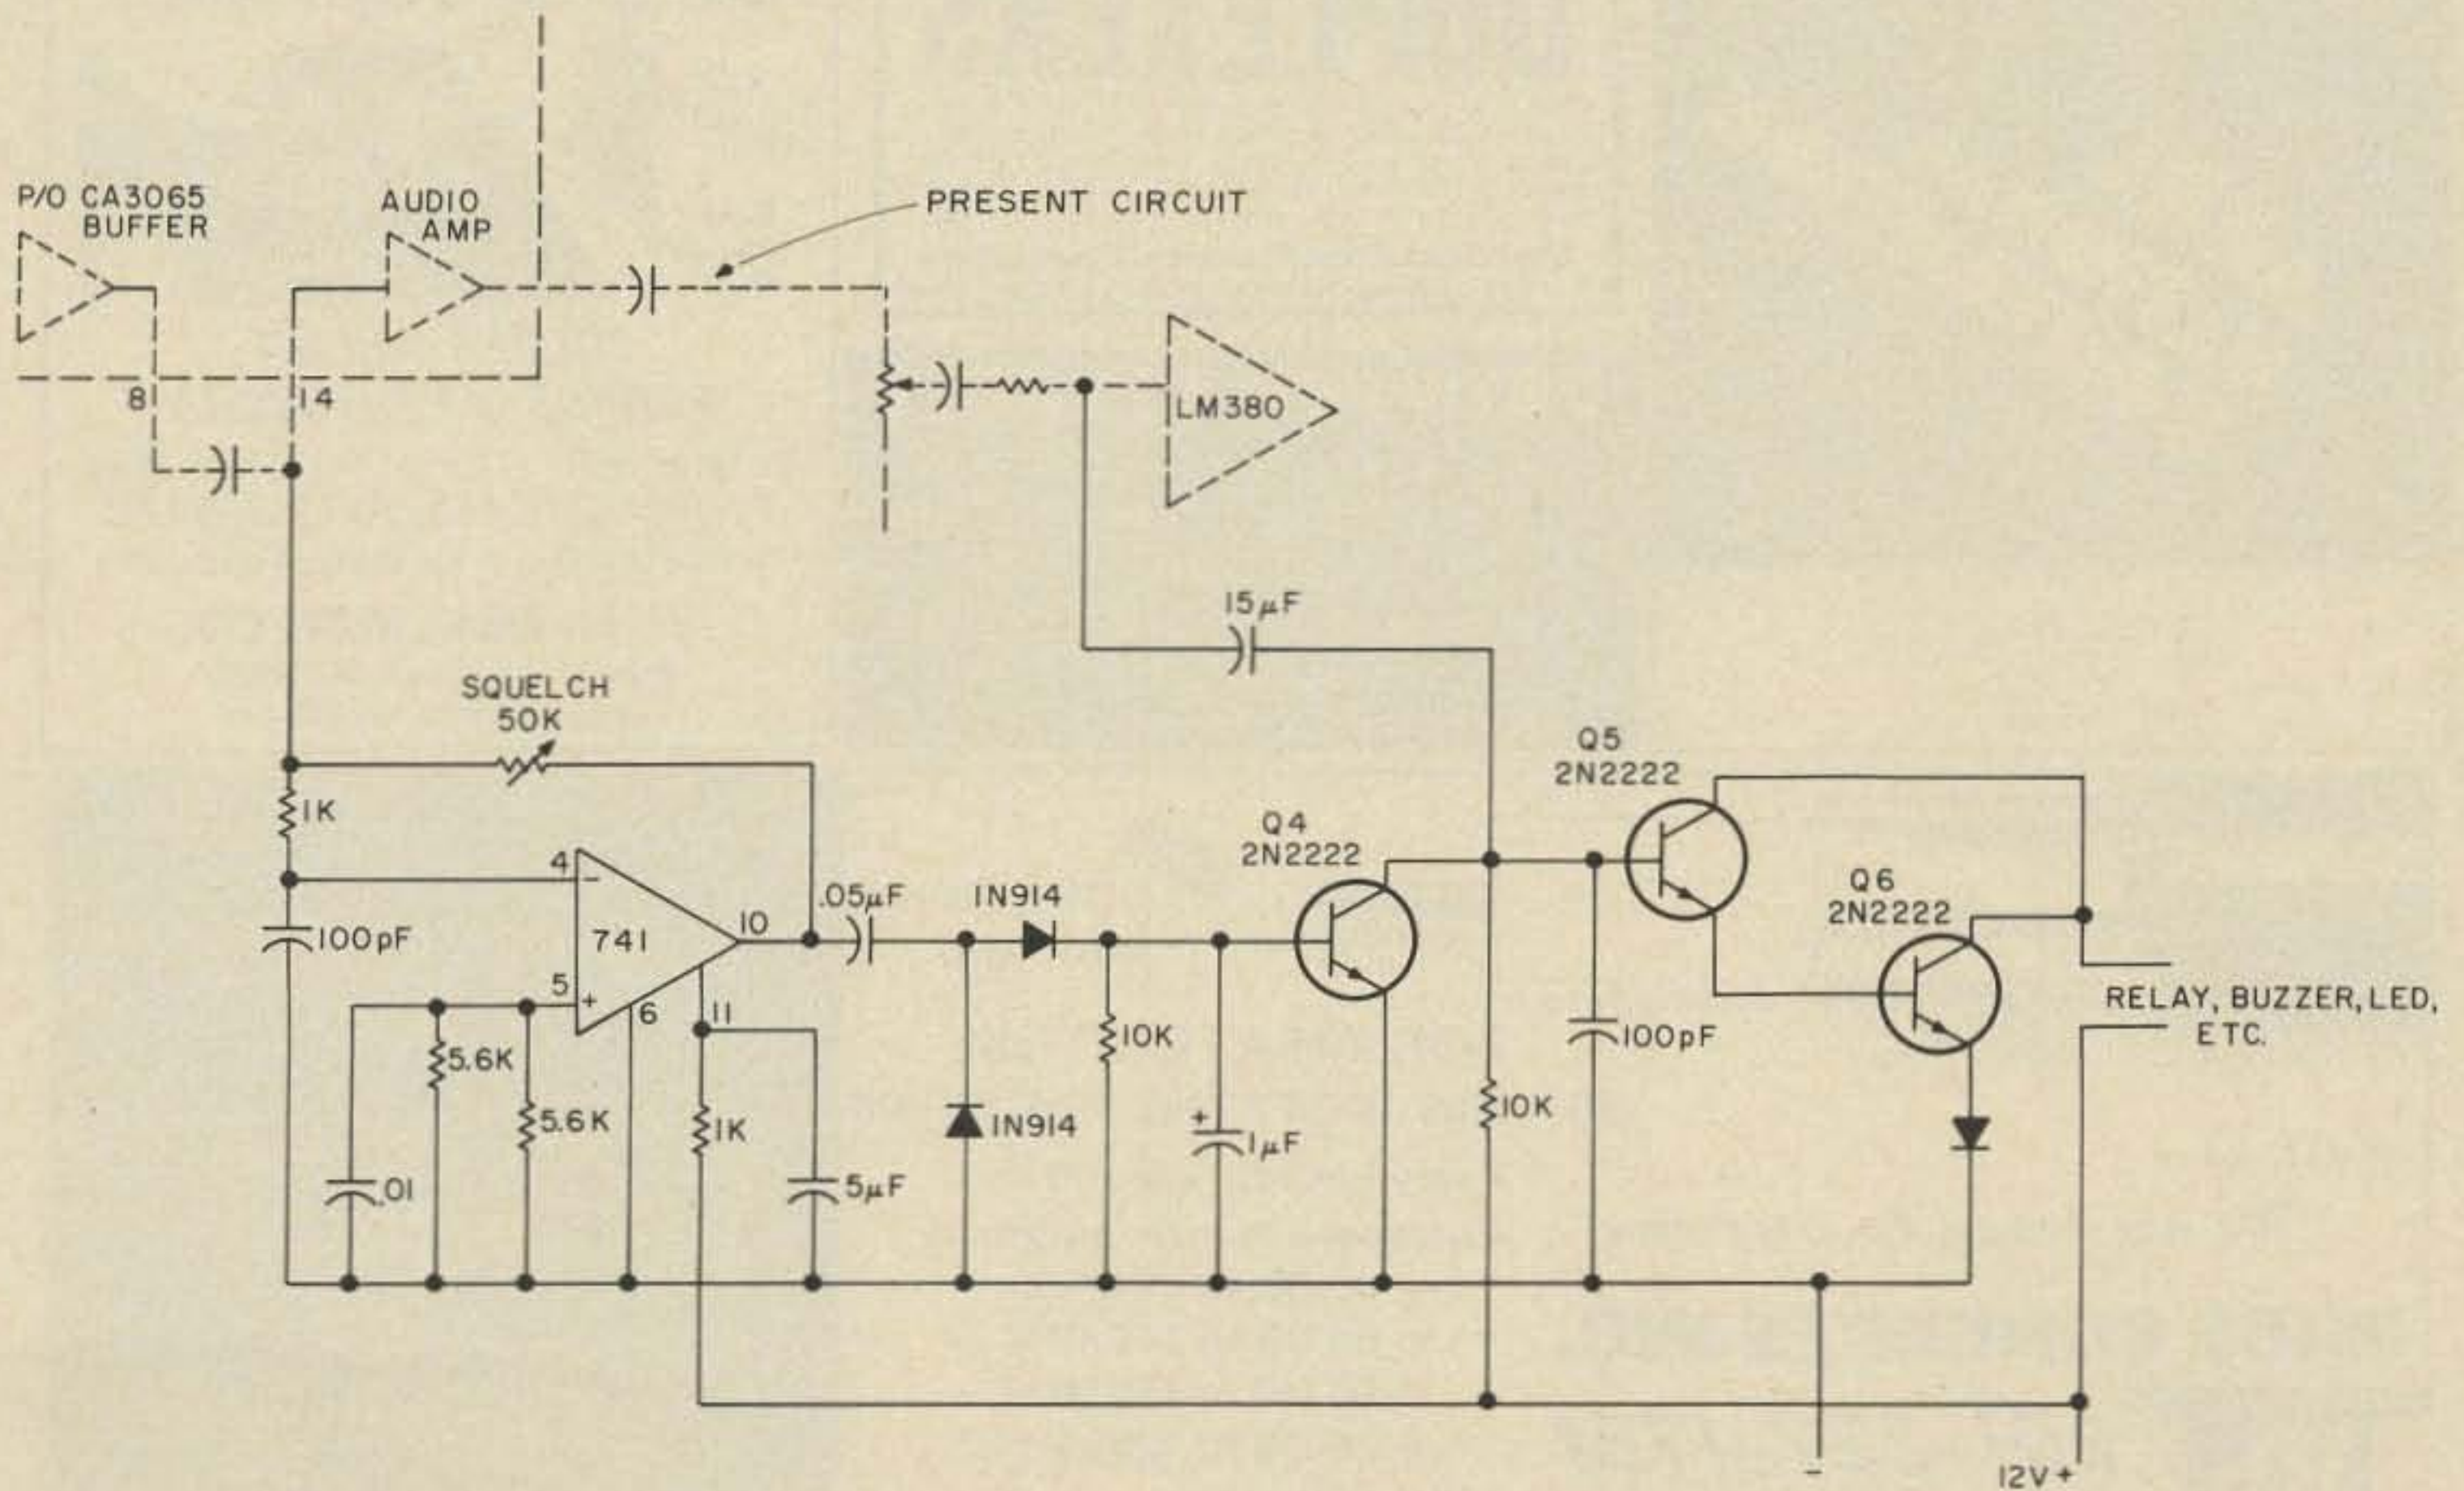 P/O CA3065
BUFFER
AUDIO
AMP
PRESENT CIRCUIT
8
14
LM380
15µF
SQUELCH
50K
1K
4
-
741
10
100pF
5
+
6
11
.05µF
1N914
Q4
2N2222
Q5
2N2222
Q6
2N2222
5.6K
5.6K
.01
1K
5µF
1N914
10K
+
1µF
10K
100pF
RELAY, BUZZER, LED,
ETC.
-
12V +